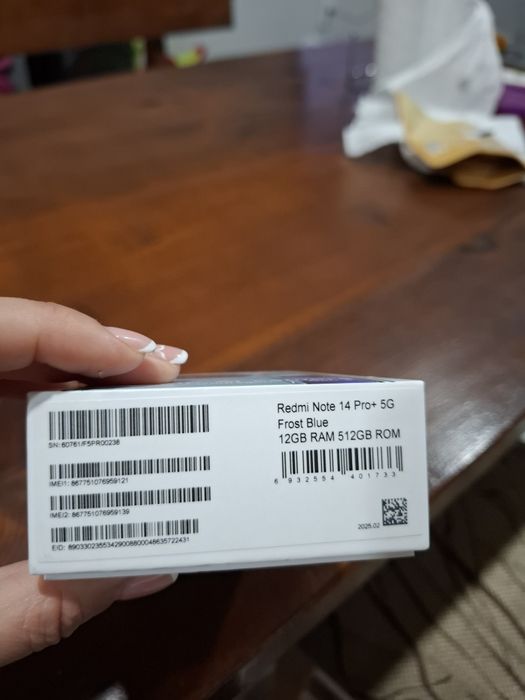 SN: 60761/F5PR00238
IMEI1: 867751076959121
IMEI2: 867751076959139
EID: 89033023553429008800048635722431
Redmi Note 14 Pro+ 5G
Frost Blue
12GB RAM 512GB ROM
6 932554 401733
2025.02